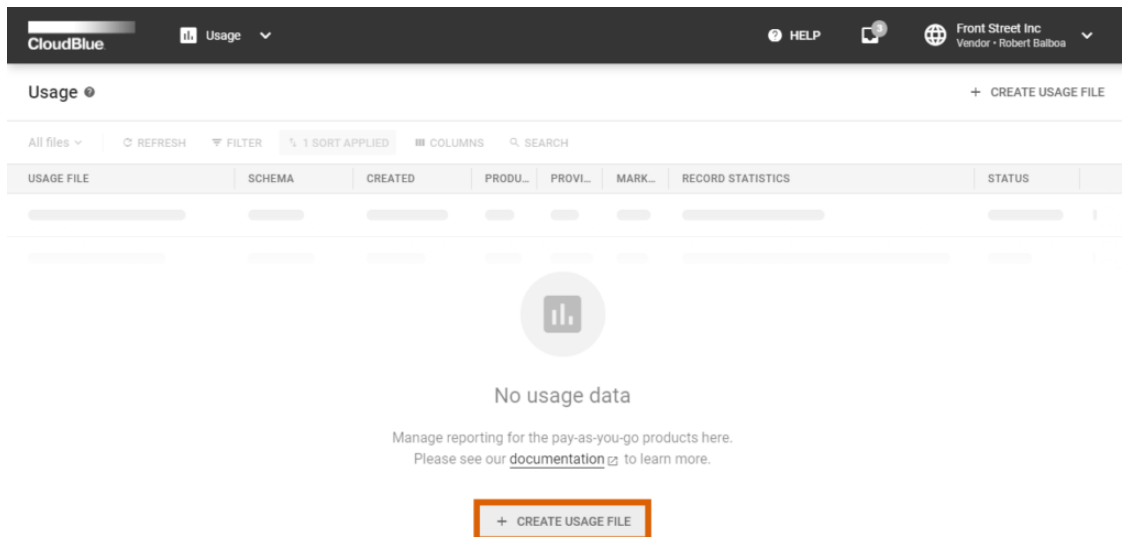 CloudBlue
Usage
HELP
3
Front Street Inc
Vendor • Robert Balboa
Usage
+ CREATE USAGE FILE
All files
REFRESH
FILTER
1 SORT APPLIED
COLUMNS
SEARCH
USAGE FILE SCHEMA CREATED PRODU... PROVI... MARK... RECORD STATISTICS STATUS
No usage data
Manage reporting for the pay-as-you-go products here.
Please see our documentation to learn more.
+ CREATE USAGE FILE